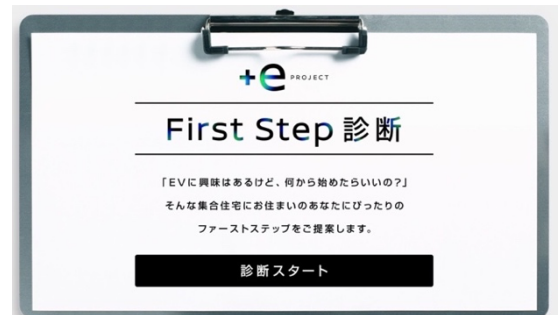 +e PROJECT
First Step 診断
「EVに興味はあるけど、何から始めたらいいの?」
そんな集合住宅にお住まいのあなたにぴったりの
ファーストステップをご提案します。
診断スタート